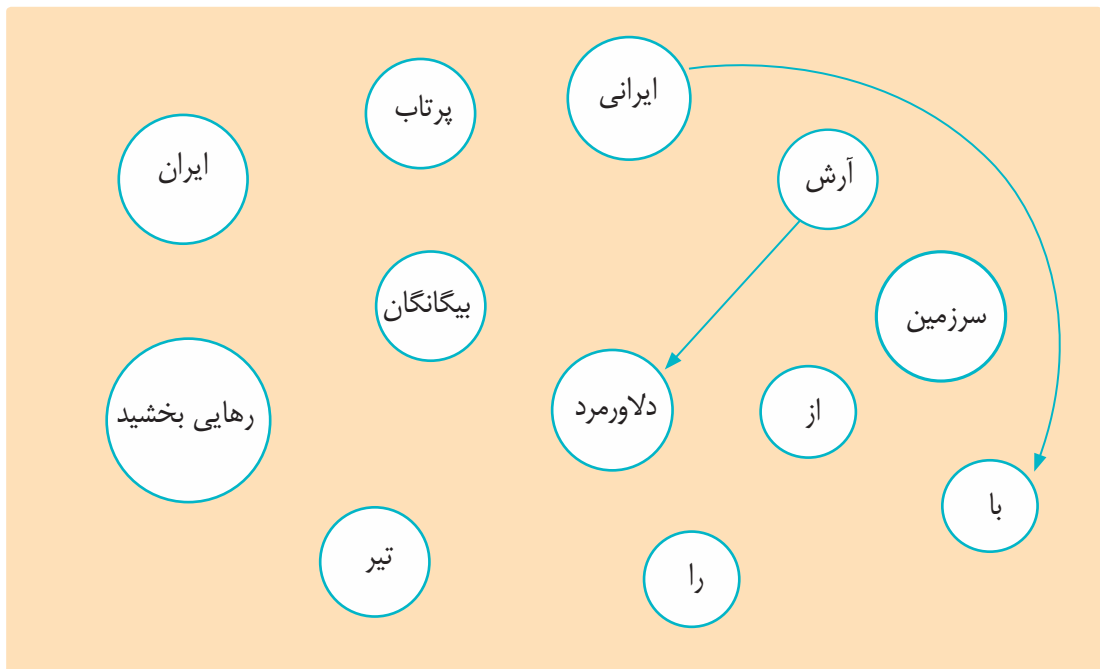 ایرانی
پرتاب
آرش
ایران
سرزمین
بیگانگان
دلاورمرد
از
رهایی بخشید
با
تیر
را